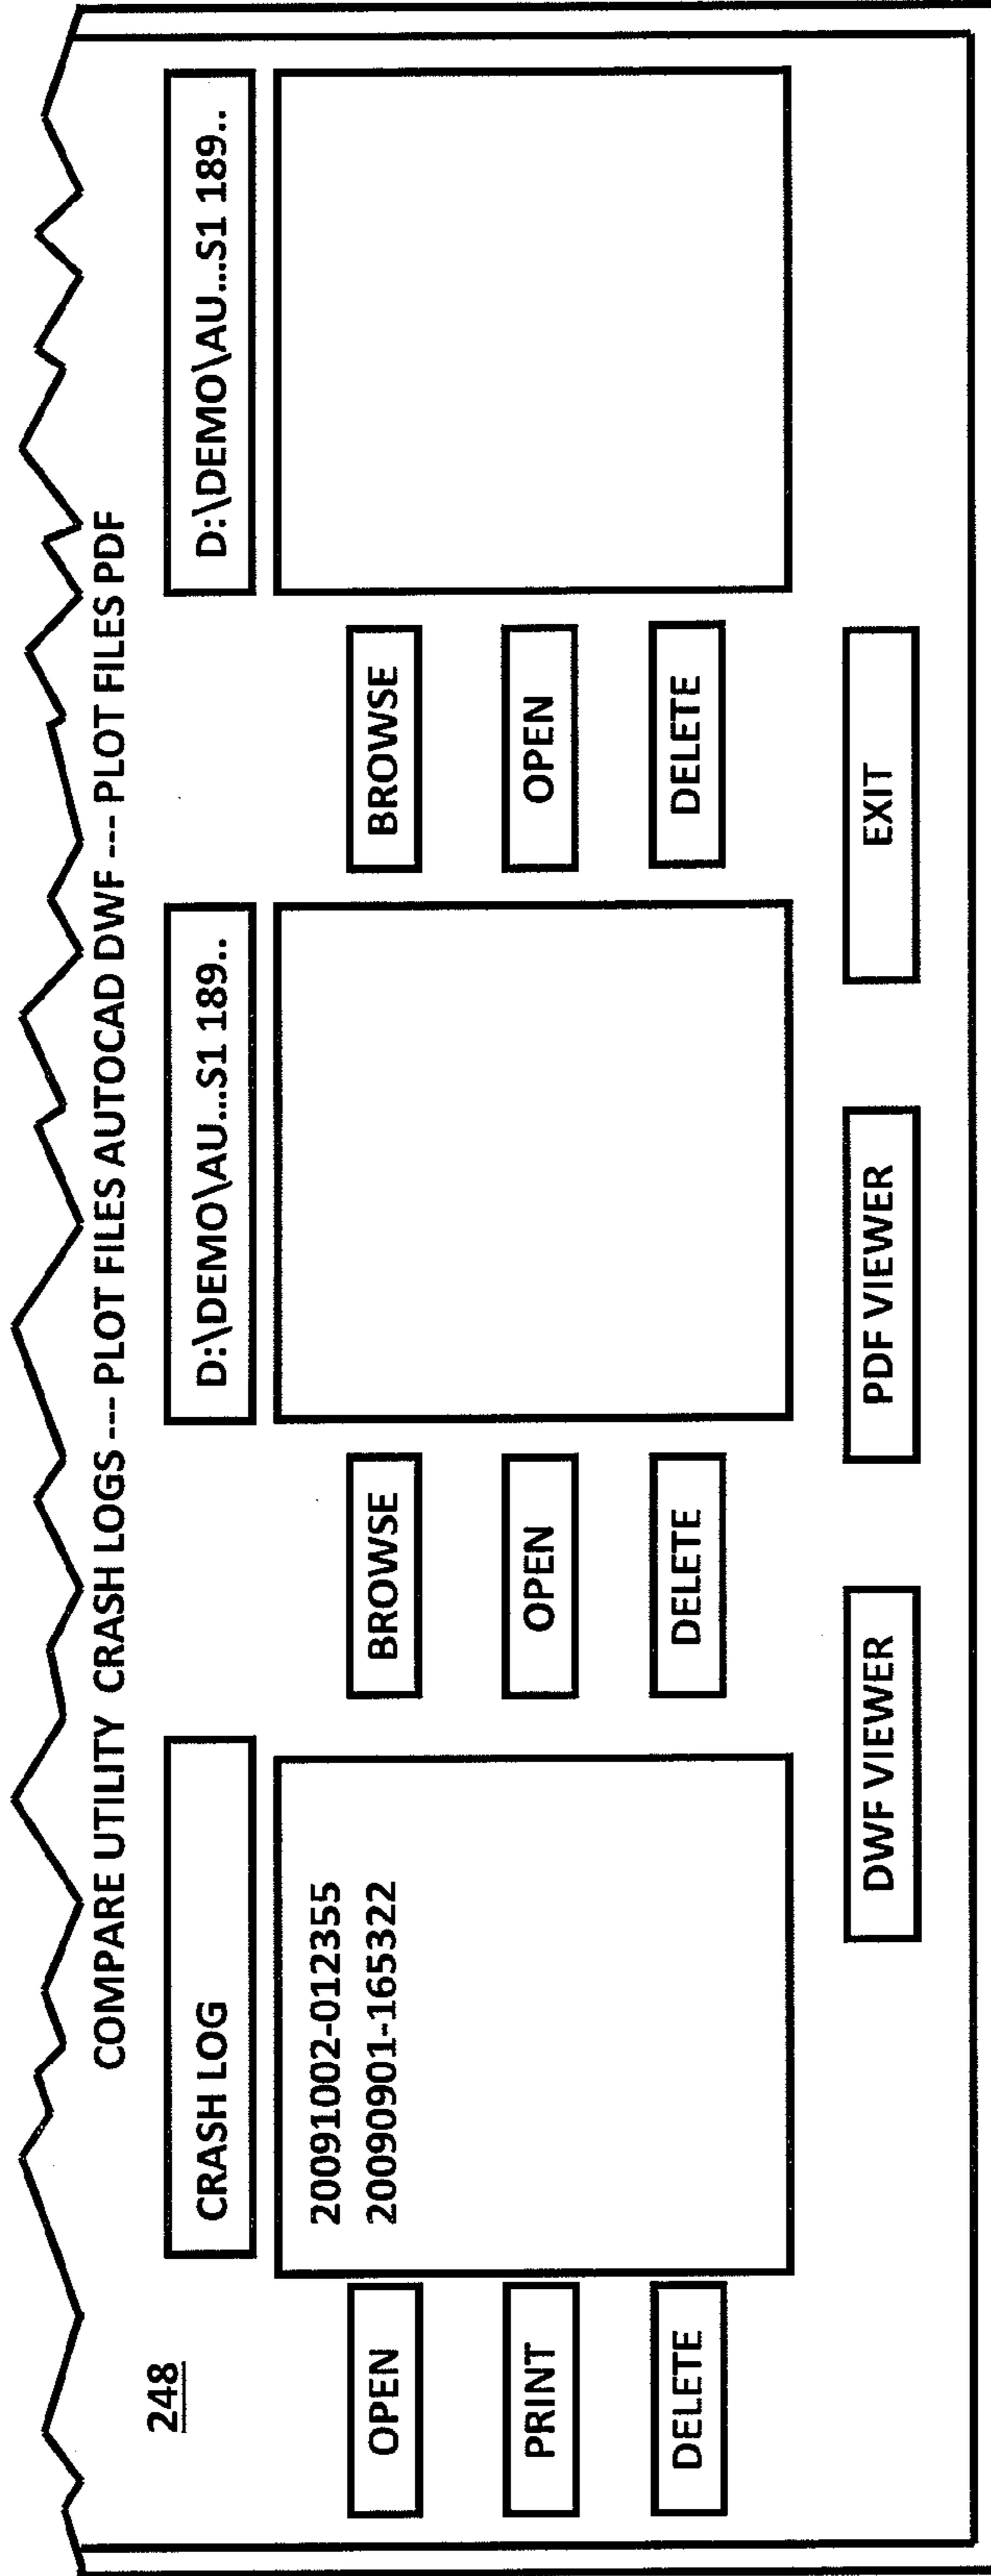 COMPARE UTILITY  CRASH LOGS --- PLOT FILES AUTOCAD DWF --- PLOT FILES PDF
248
CRASH LOG
D:\DEMO\AU...S1 189..
D:\DEMO\AU...S1 189..
20091002-012355
20090901-165322
OPEN
PRINT
DELETE
BROWSE
OPEN
DELETE
BROWSE
OPEN
DELETE
DWF VIEWER
PDF VIEWER
EXIT